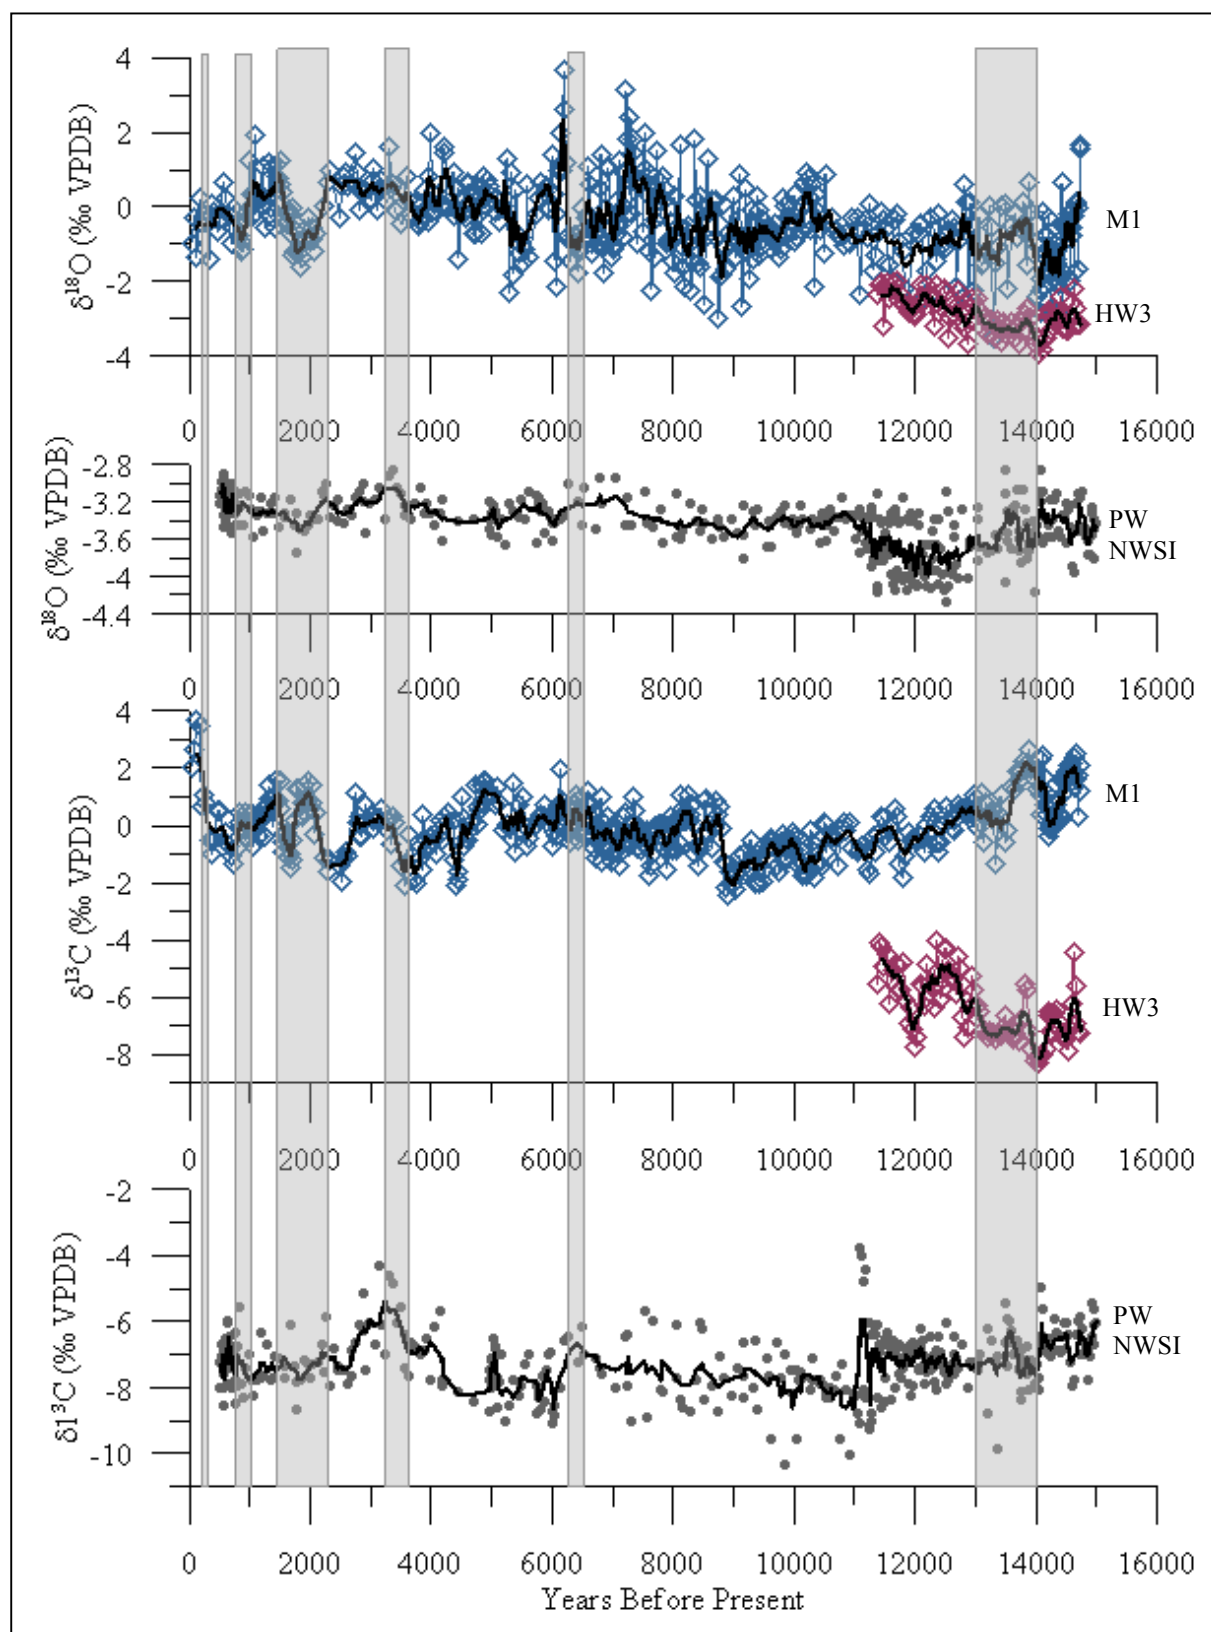 4
2
0
-2
-4
δ¹⁸O (‰ VPDB)
M1
HW3
0 2000 4000 6000 8000 10000 12000 14000 16000
-2.8
-3.2
-3.6
-4
-4.4
δ¹⁸O (‰ VPDB)
PW
NWSI
0 2000 4000 6000 8000 10000 12000 14000 16000
4
2
0
-2
-4
-6
-8
δ¹³C (‰ VPDB)
M1
HW3
0 2000 4000 6000 8000 10000 12000 14000 16000
-2
-4
-6
-8
-10
δ1³C (‰ VPDB)
PW
NWSI
0 2000 4000 6000 8000 10000 12000 14000 16000
Years Before Present